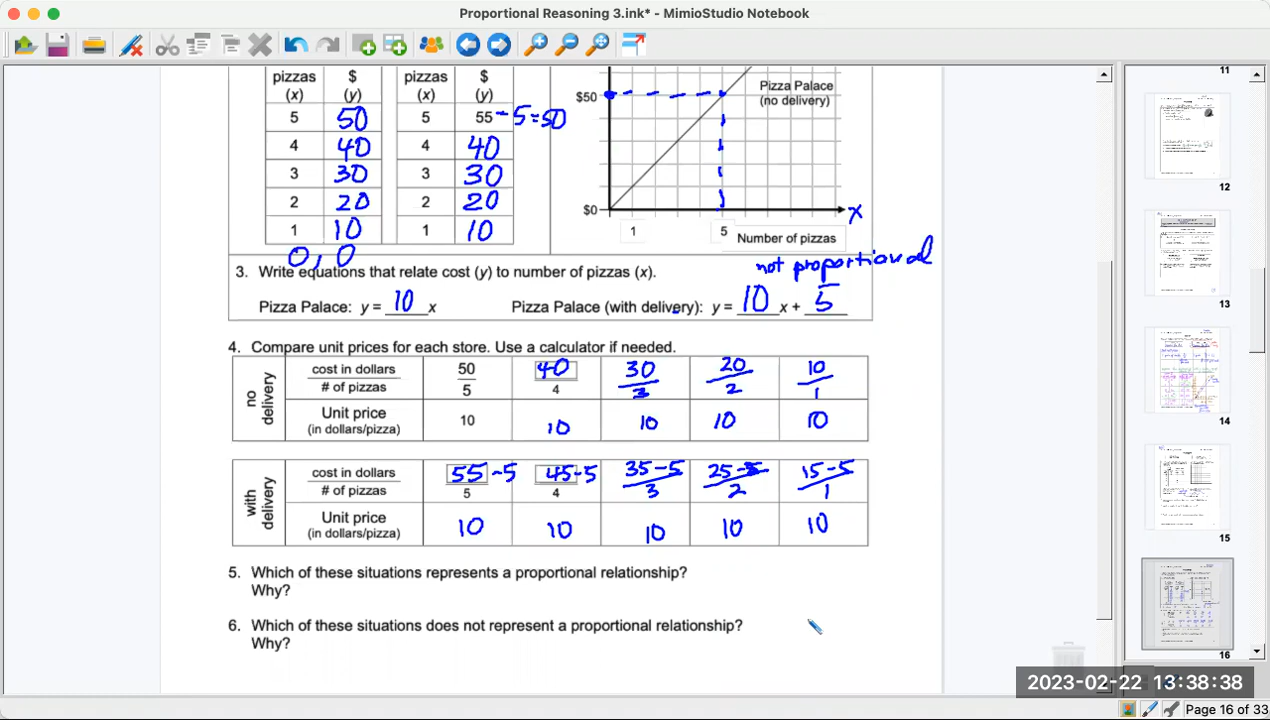 Proportional Reasoning 3.ink* - MimioStudio Notebook
pizzas $ pizzas $
(x) (y) (x) (y)
5 50 5 55 - 5 = 50
4 40 4 40
3 30 3 30
2 20 2 20
1 10 1 10
0, 0
$50
Pizza Palace
(no delivery)
$0
x
1 5
Number of pizzas
not proportional
3. Write equations that relate cost (y) to number of pizzas (x).
Pizza Palace: y = 10 x Pizza Palace (with delivery): y = 10 x + 5
4. Compare unit prices for each store. Use a calculator if needed.
no delivery
cost in dollars 50 40 30 20 10
# of pizzas 5 4 3 2 1
Unit price
(in dollars/pizza) 10 10 10 10 10
with delivery
cost in dollars 55 -5 45 -5 35 - 5 25 - 5 15 - 5
# of pizzas 5 4 3 2 1
Unit price
(in dollars/pizza) 10 10 10 10 10
5. Which of these situations represents a proportional relationship?
Why?
6. Which of these situations does not represent a proportional relationship?
Why?
11
12
13
14
15
16
2023-02-22 13:38:38
Page 16 of 33